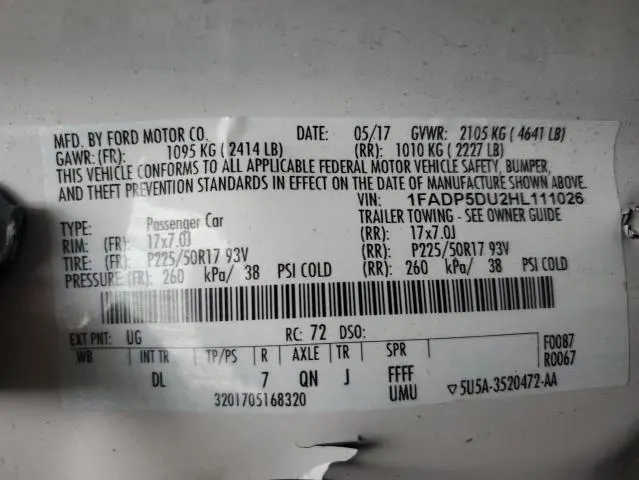 MFD. BY FORD MOTOR CO. DATE: 05/17 GVWR: 2105 KG ( 4641 LB)
GAWR: (FR): 1095 KG ( 2414 LB) (RR): 1010 KG ( 2227 LB)
THIS VEHICLE CONFORMS TO ALL APPLICABLE FEDERAL MOTOR VEHICLE SAFETY, BUMPER,
AND THEFT PREVENTION STANDARDS IN EFFECT ON THE DATE OF MANUFACTURE SHOWN ABOVE.
VIN: 1FADP5DU2HL111026
TYPE: Passenger Car TRAILER TOWING - SEE OWNER GUIDE
RIM: (FR): 17x7.0J (RR): 17x7.0J
TIRE: (FR): P225/50R17 93V (RR): P225/50R17 93V
PRESSURE(FR): 260 kPa/ 38 PSI COLD (RR): 260 kPa/ 38 PSI COLD
EXT PNT: UG RC: 72 DSO: F0087
WB INT TR TP/PS R AXLE TR SPR R0067
DL 7 QN J FFFF
3201705168320 UMU ▽5U5A-3520472-AA